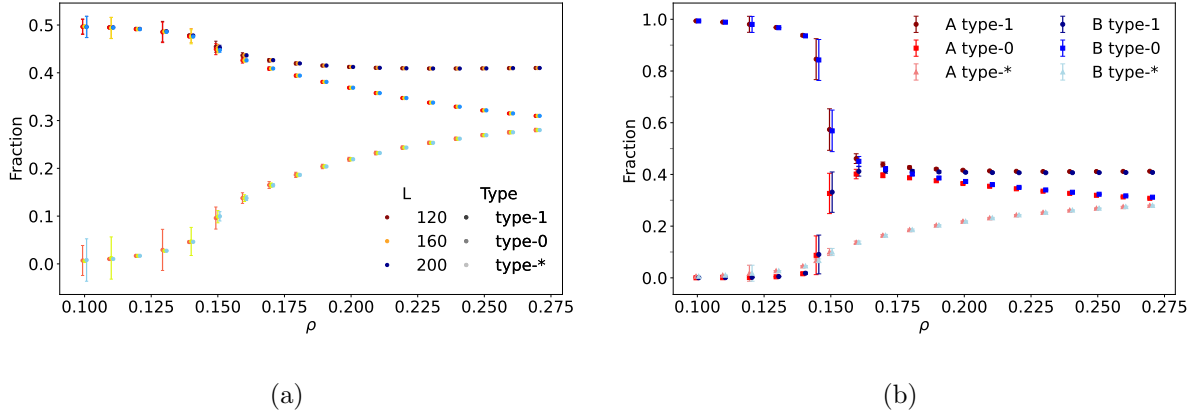 0.5
0.4
0.3
0.2
0.1
0.0
Fraction
L Type
120 type-1
160 type-0
200 type-*
0.100 0.125 0.150 0.175 0.200 0.225 0.250 0.275
ρ
(a)
1.0
0.8
0.6
0.4
0.2
0.0
Fraction
A type-1 B type-1
A type-0 B type-0
A type-* B type-*
0.100 0.125 0.150 0.175 0.200 0.225 0.250 0.275
ρ
(b)